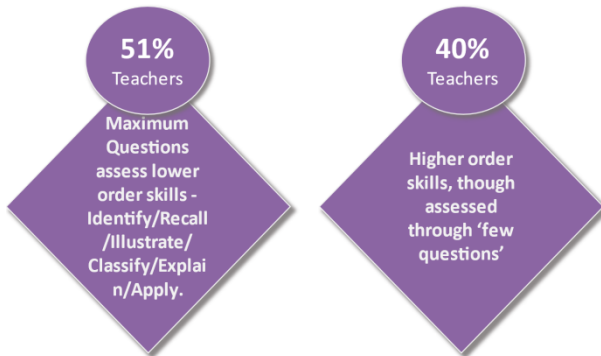 51%
Teachers
Maximum
Questions
assess lower
order skills -
Identify/Recall
/Illustrate/
Classify/Explai
n/Apply.
40%
Teachers
Higher order
skills, though
assessed
through ‘few
questions’